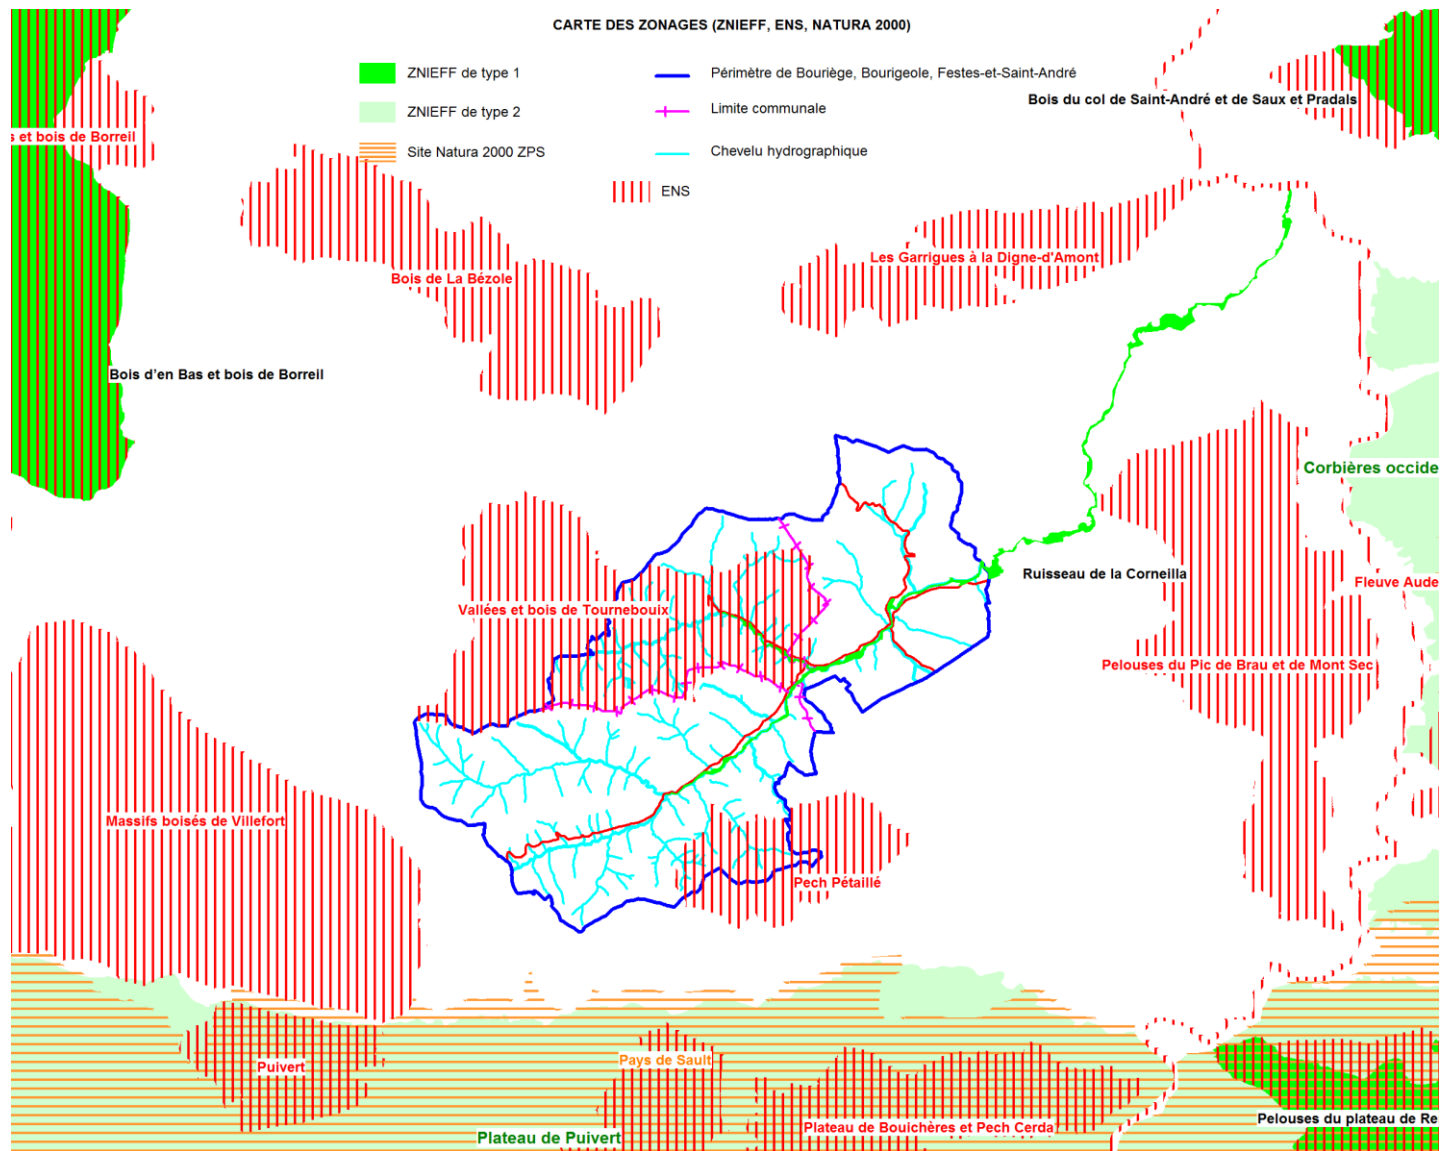 CARTE DES ZONAGES (ZNIEFF, ENS, NATURA 2000)
ZNIEFF de type 1
Périmètre de Bouriège, Bourigeole, Festes-et-Saint-André
ZNIEFF de type 2
Limite communale
Site Natura 2000 ZPS
Chevelu hydrographique
ENS
Bois du col de Saint-André et de Saux et Pradals
s et bois de Borreil
Les Garrigues à la Digne-d'Amont
Bois de La Bézole
Bois d'en Bas et bois de Borreil
Corbières occide
Ruisseau de la Corneilla
Fleuve Aude
Vallées et bois de Tournebouix
Pelouses du Pic de Brau et de Mont Sec
Massifs boisés de Villefort
Pech Pétaillé
Pays de Sault
Puivert
Pelouses du plateau de Re
Plateau de Bouichères et Pech Cerda
Plateau de Puivert